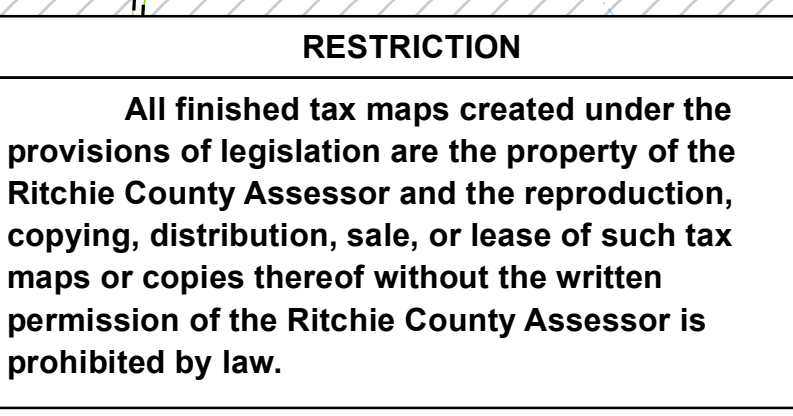 RESTRICTION
All finished tax maps created under the
provisions of legislation are the property of the
Ritchie County Assessor and the reproduction,
copying, distribution, sale, or lease of such tax
maps or copies thereof without the written
permission of the Ritchie County Assessor is
prohibited by law.